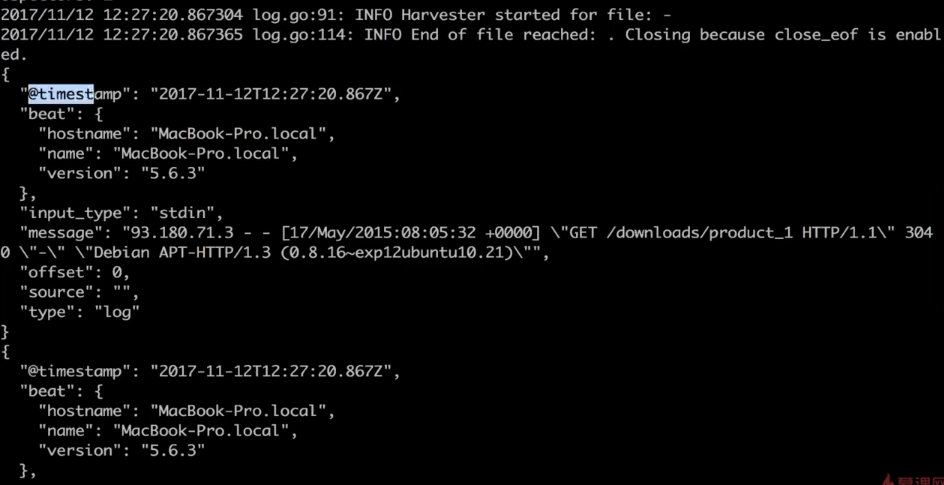 2017/11/12 12:27:20.867304 log.go:91: INFO Harvester started for file: -
2017/11/12 12:27:20.867365 log.go:114: INFO End of file reached: . Closing because close_eof is enabl
ed.
{
  "@timestamp": "2017-11-12T12:27:20.867Z",
  "beat": {
    "hostname": "MacBook-Pro.local",
    "name": "MacBook-Pro.local",
    "version": "5.6.3"
  },
  "input_type": "stdin",
  "message": "93.180.71.3 - - [17/May/2015:08:05:32 +0000] \"GET /downloads/product_1 HTTP/1.1\" 304
0 \"-\" \"Debian APT-HTTP/1.3 (0.8.16~exp12ubuntu10.21)\"",
  "offset": 0,
  "source": "",
  "type": "log"
}
{
  "@timestamp": "2017-11-12T12:27:20.867Z",
  "beat": {
    "hostname": "MacBook-Pro.local",
    "name": "MacBook-Pro.local",
    "version": "5.6.3"
  },